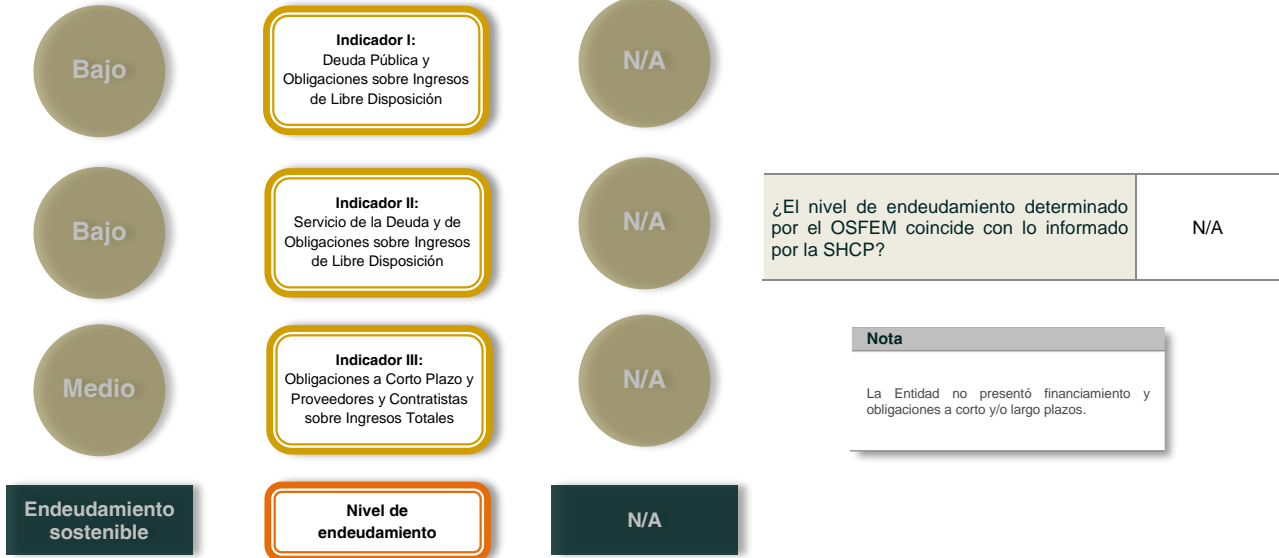 Bajo
Indicador I:
Deuda Pública y
Obligaciones sobre Ingresos
de Libre Disposición
N/A
Bajo
Indicador II:
Servicio de la Deuda y de
Obligaciones sobre Ingresos
de Libre Disposición
N/A
¿El nivel de endeudamiento determinado
por el OSFEM coincide con lo informado
por la SHCP?
N/A
Medio
Indicador III:
Obligaciones a Corto Plazo y
Proveedores y Contratistas
sobre Ingresos Totales
N/A
Nota
La Entidad no presentó financiamiento y
obligaciones a corto y/o largo plazos.
Endeudamiento
sostenible
Nivel de
endeudamiento
N/A